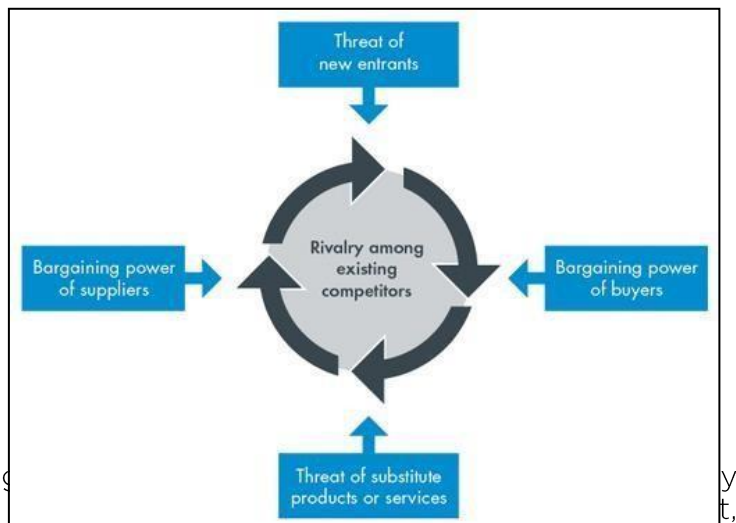 Threat of
new entrants
Bargaining power
of suppliers
Rivalry among
existing
competitors
Bargaining power
of buyers
Threat of substitute
products or services